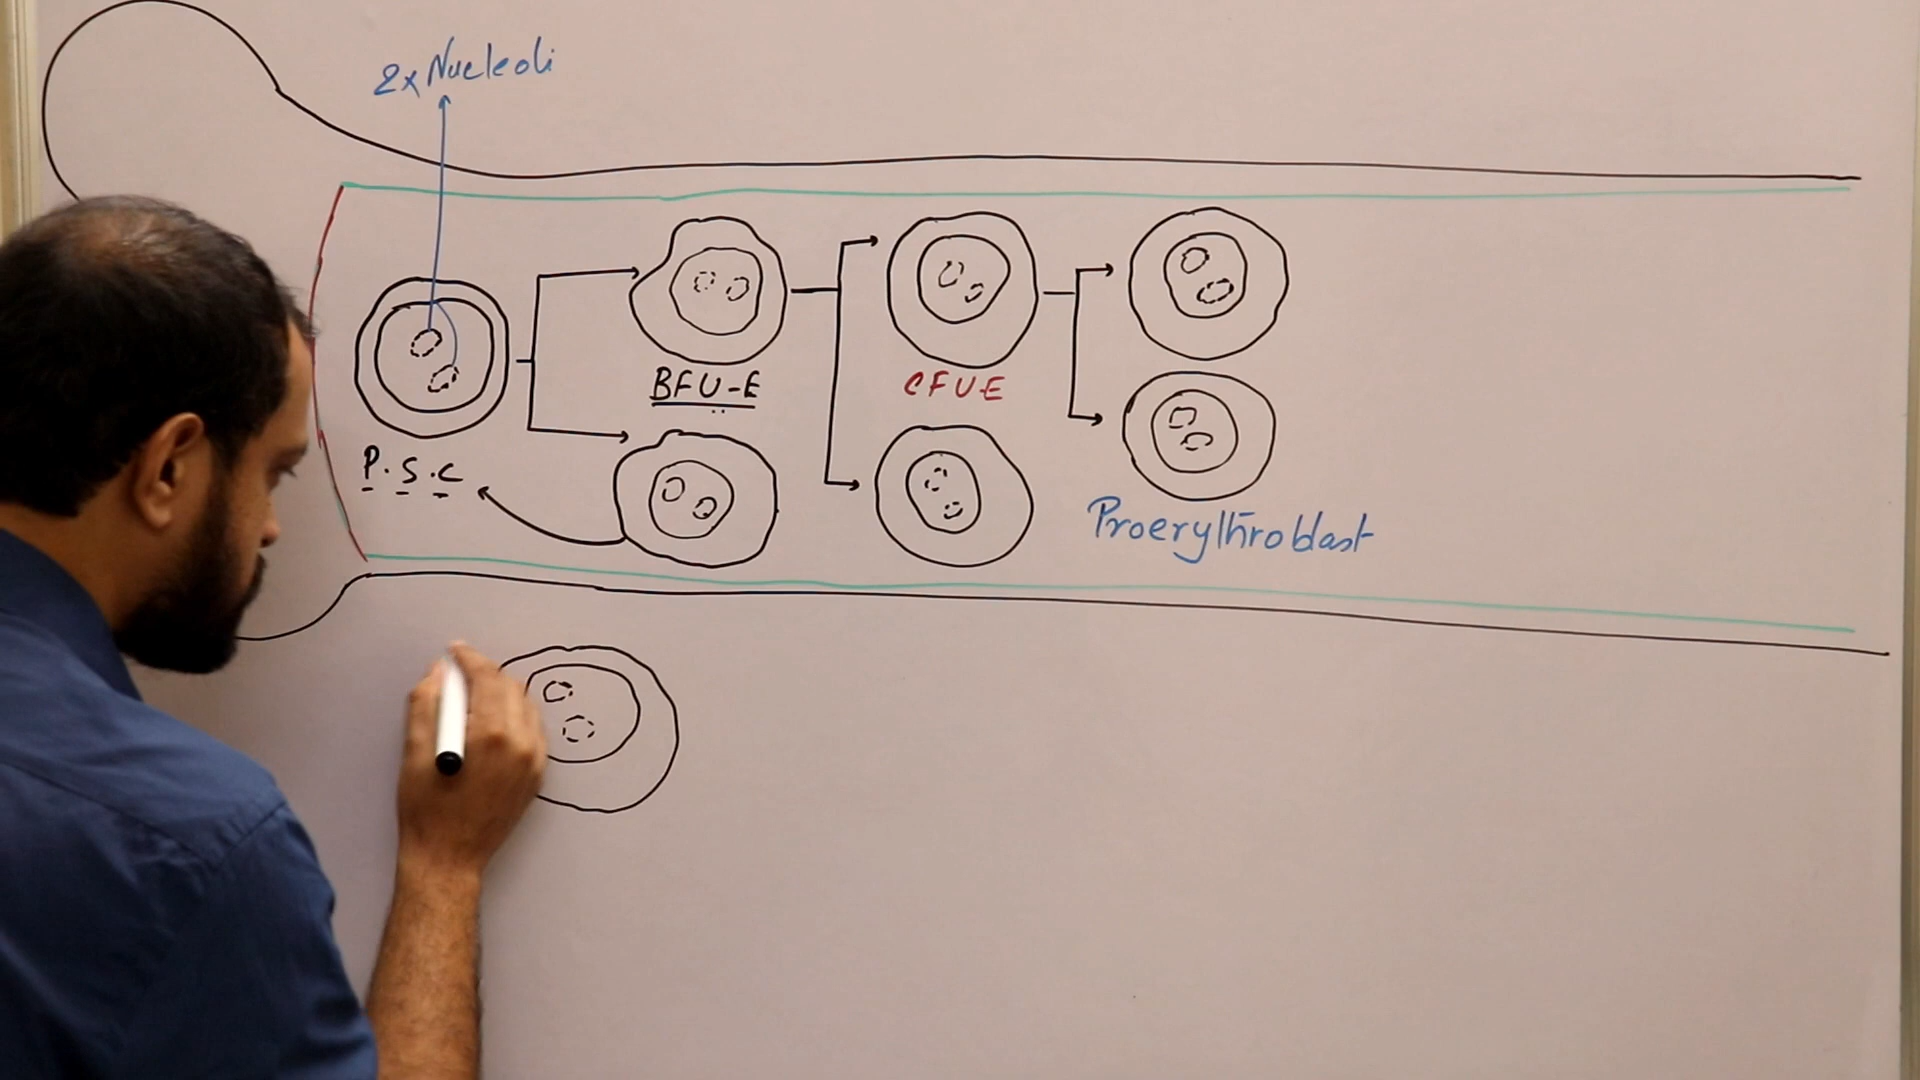 2x Nucleoli
BFU-E
CFUE
P.S.C
Proerythroblast